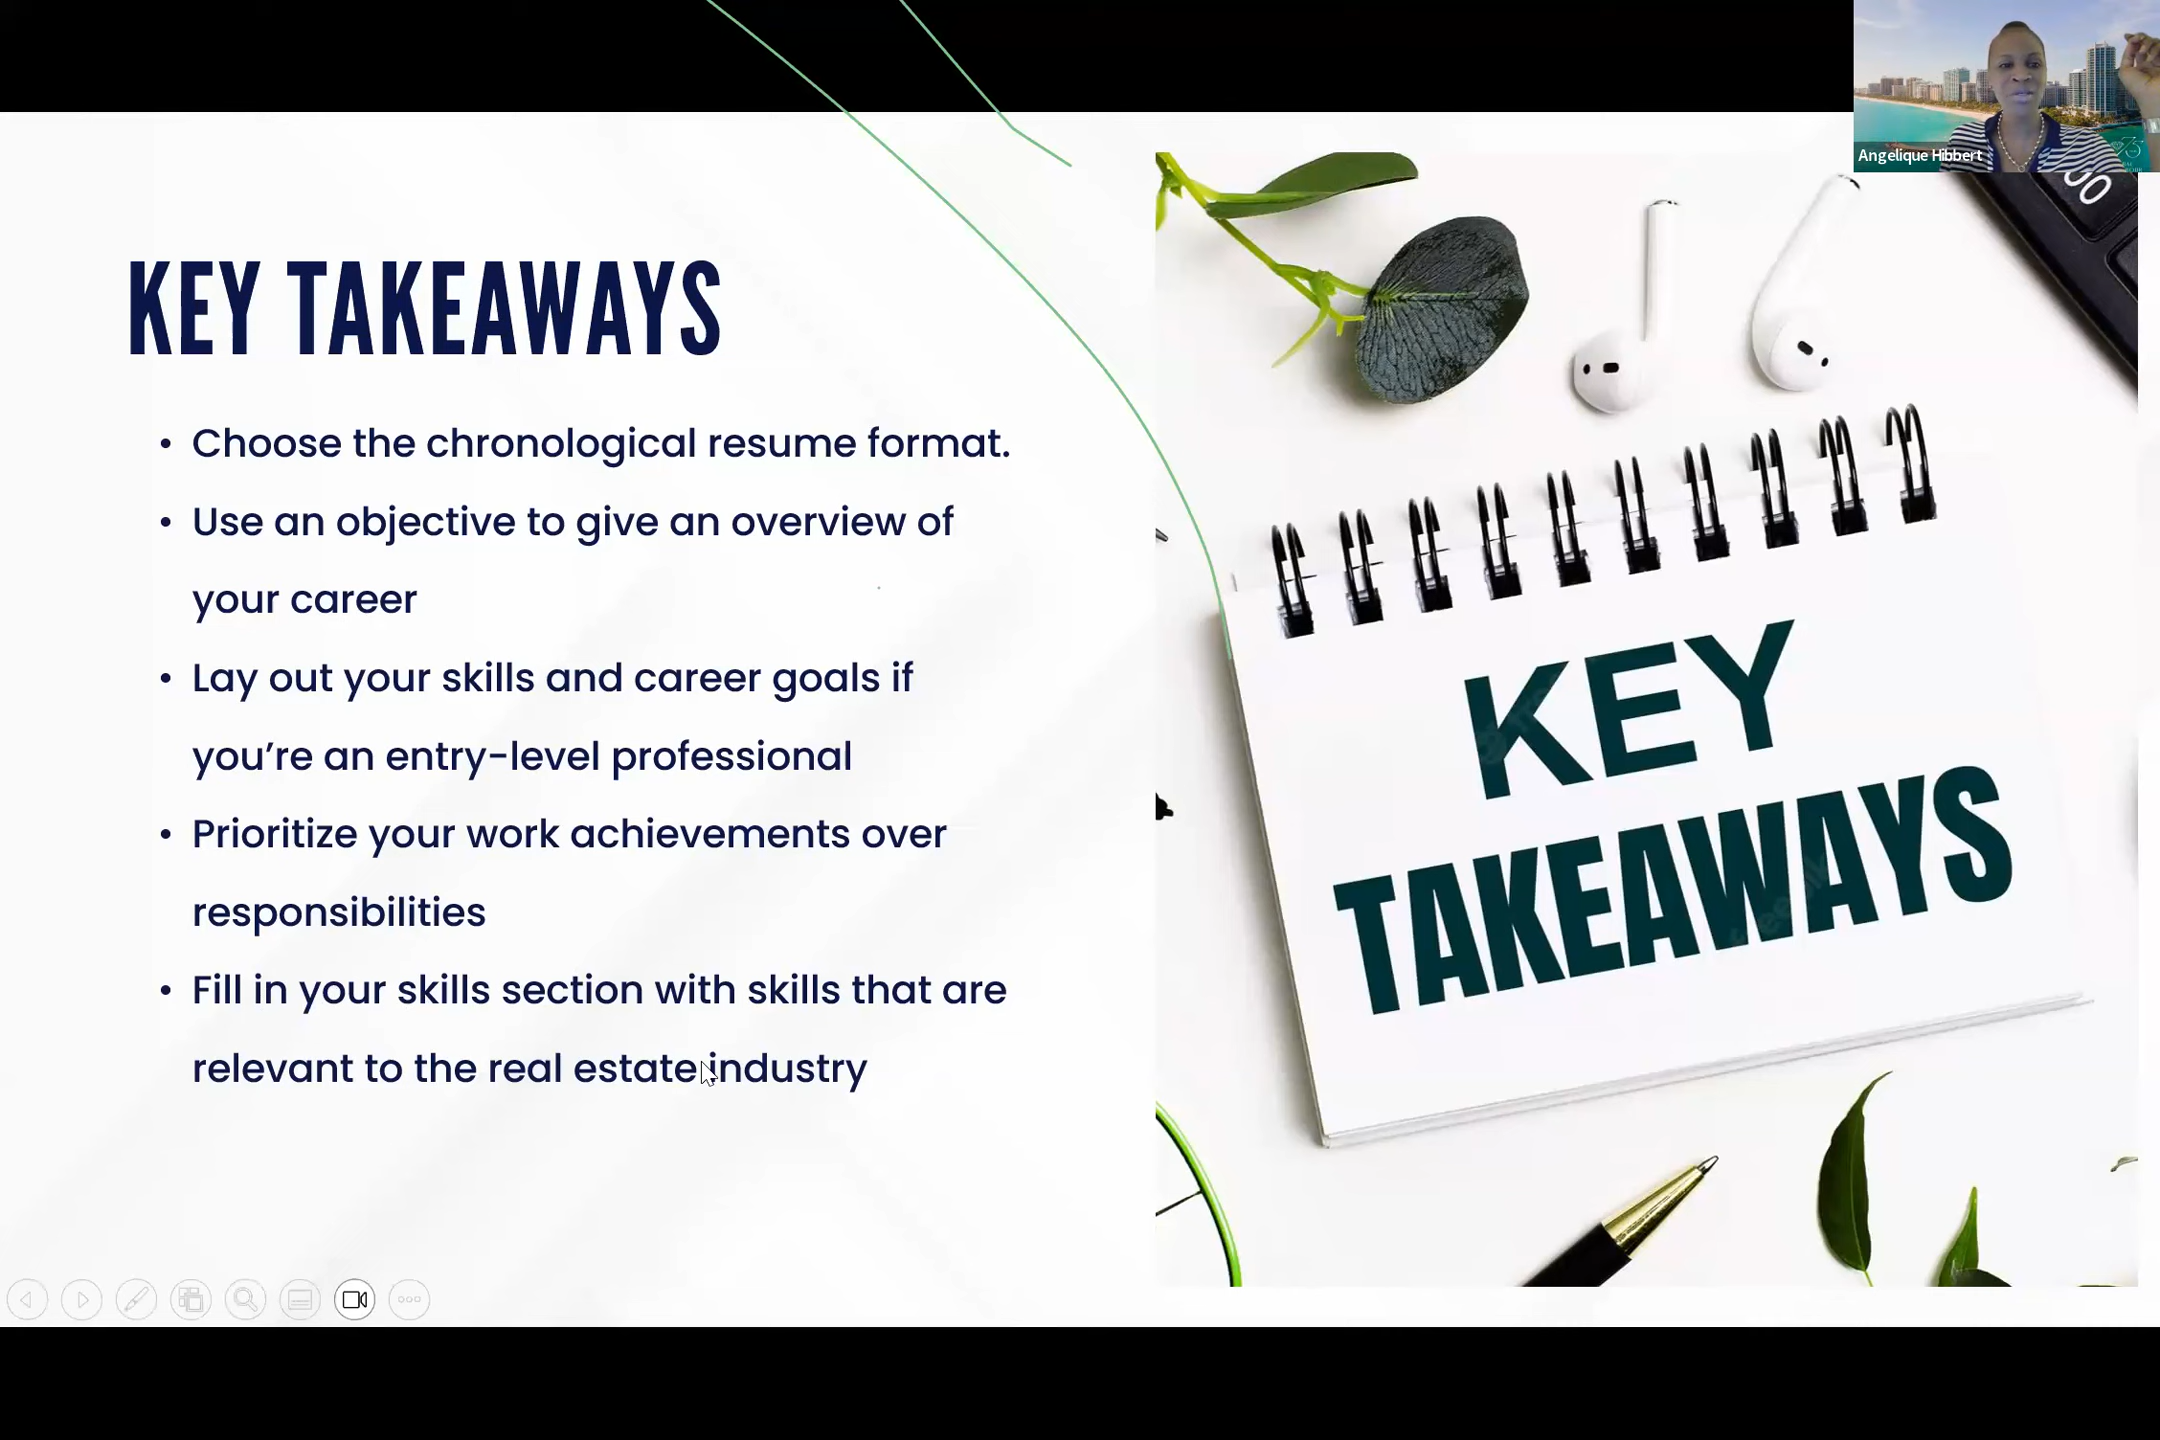 Angelique Hibbert
00
KEY TAKEAWAYS
• Choose the chronological resume format.
• Use an objective to give an overview of
your career
• Lay out your skills and career goals if
you’re an entry-level professional
• Prioritize your work achievements over
responsibilities
• Fill in your skills section with skills that are
relevant to the real estate industry
KEY
TAKEAWAYS